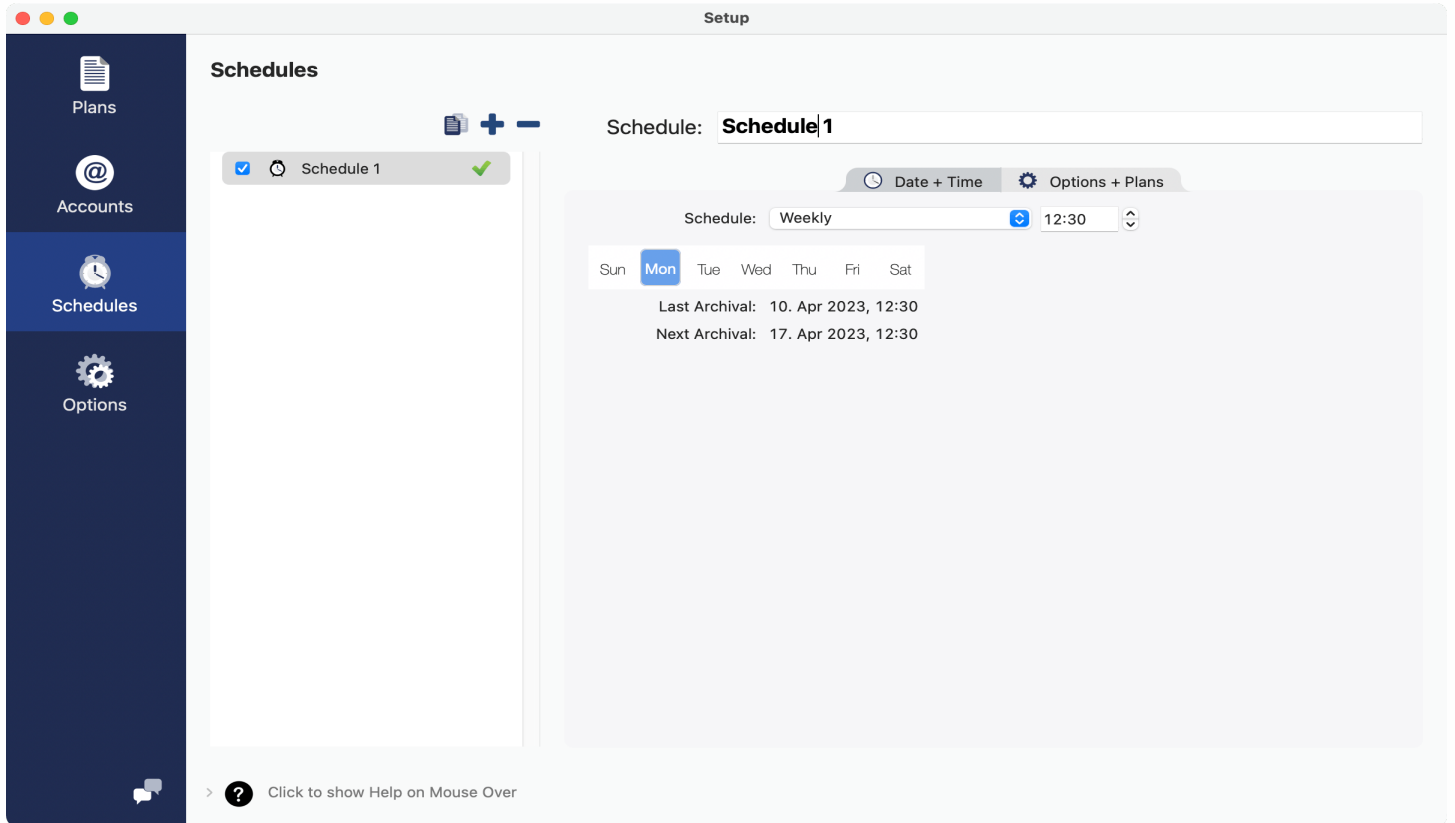 Setup
Plans
Accounts
Schedules
Options
Schedules
Schedule 1
Schedule: Schedule 1
Date + Time Options + Plans
Schedule: Weekly 12:30
Sun Mon Tue Wed Thu Fri Sat
Last Archival: 10. Apr 2023, 12:30
Next Archival: 17. Apr 2023, 12:30
? Click to show Help on Mouse Over